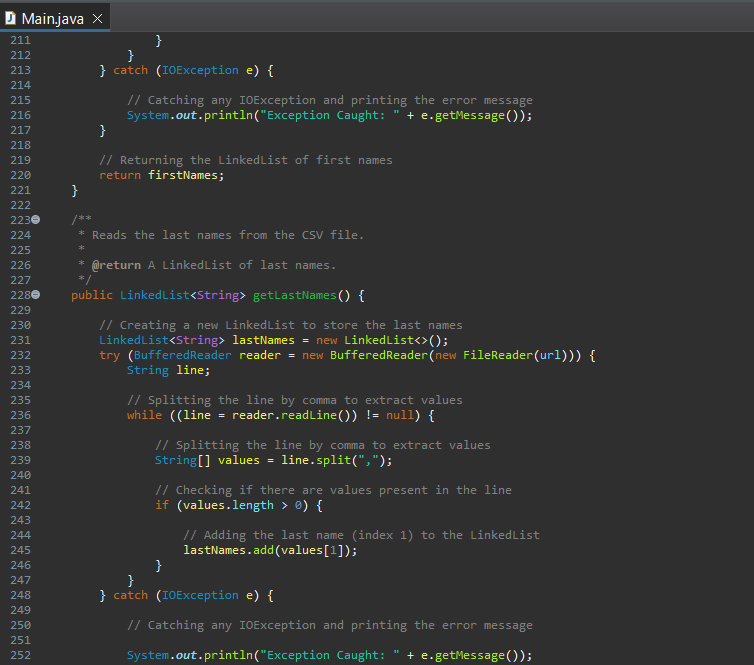 Main.java
211 }
212 }
213 } catch (IOException e) {
214
215 // Catching any IOException and printing the error message
216 System.out.println("Exception Caught: " + e.getMessage());
217 }
218
219 // Returning the LinkedList of first names
220 return firstNames;
221 }
222
223 /**
224 * Reads the last names from the CSV file.
225 *
226 * @return A LinkedList of last names.
227 */
228 public LinkedList<String> getLastNames() {
229
230 // Creating a new LinkedList to store the last names
231 LinkedList<String> lastNames = new LinkedList<>();
232 try (BufferedReader reader = new BufferedReader(new FileReader(url))) {
233 String line;
234
235 // Splitting the line by comma to extract values
236 while ((line = reader.readLine()) != null) {
237
238 // Splitting the line by comma to extract values
239 String[] values = line.split(",");
240
241 // Checking if there are values present in the line
242 if (values.length > 0) {
243
244 // Adding the last name (index 1) to the LinkedList
245 lastNames.add(values[1]);
246 }
247 }
248 } catch (IOException e) {
249
250 // Catching any IOException and printing the error message
251
252 System.out.println("Exception Caught: " + e.getMessage());